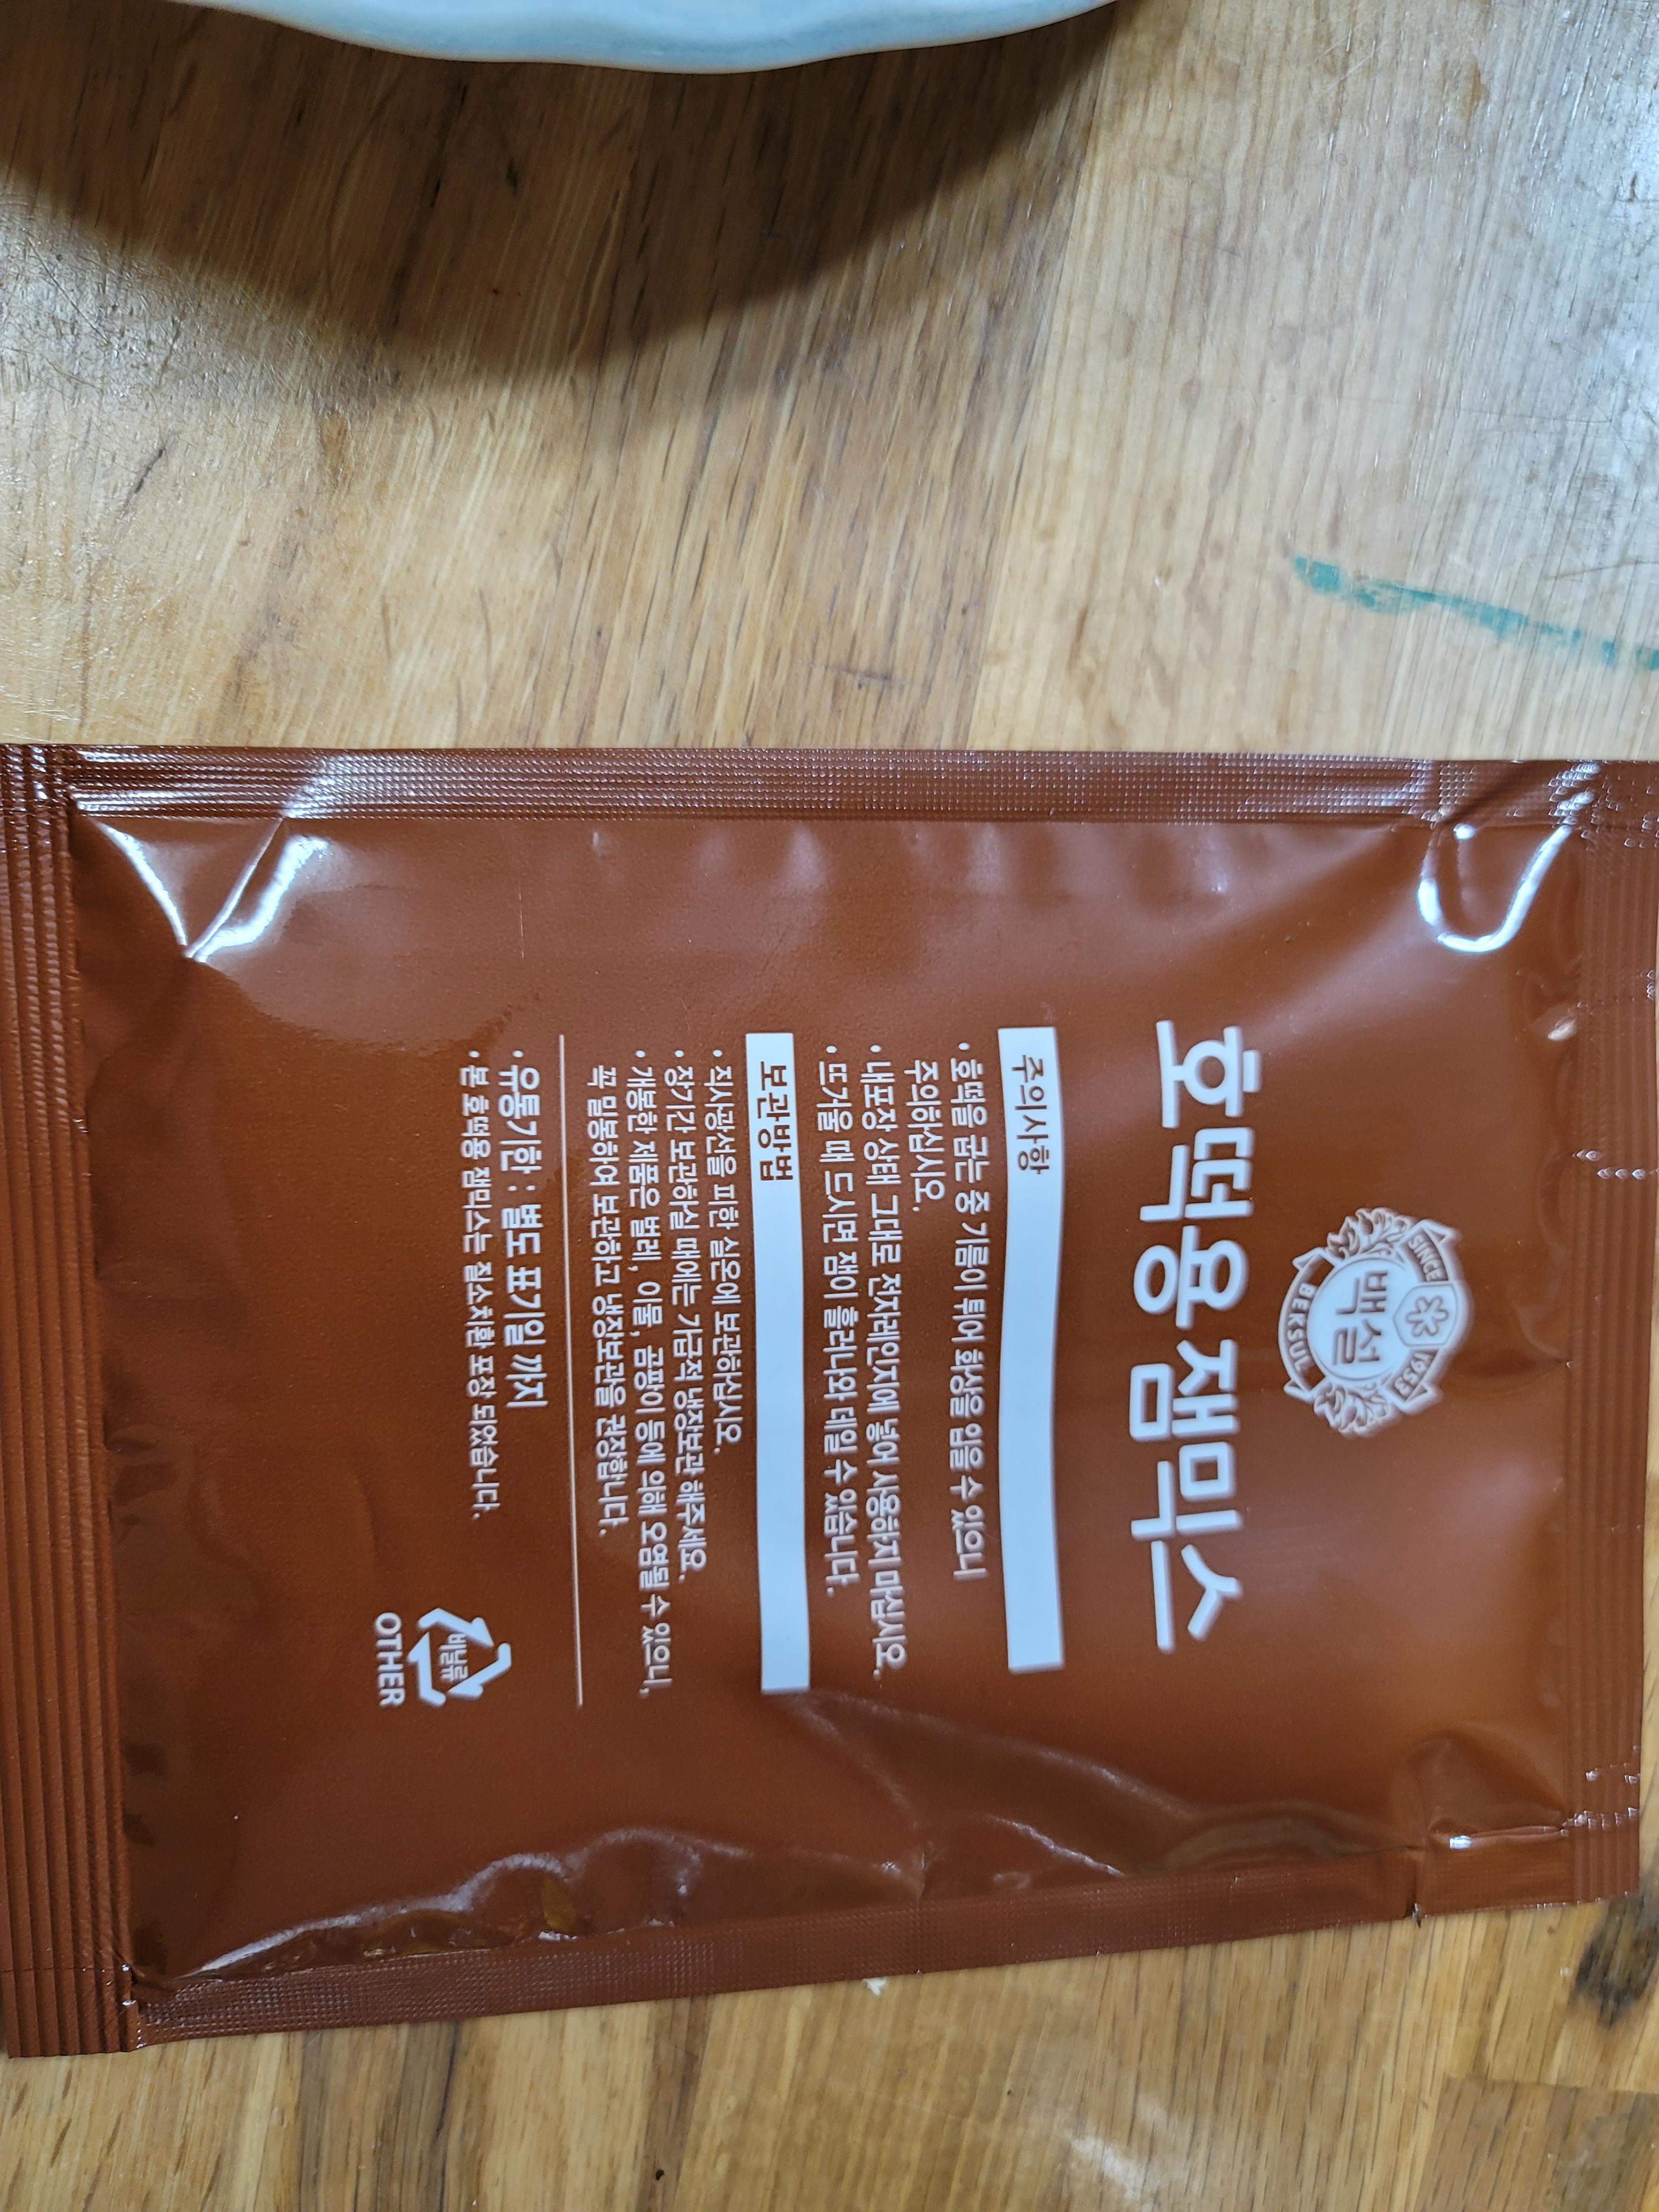 SINCE 1953
백설
BEKSUL
호떡용 잼믹스
주의사항
• 호떡을 굽는 중 기름이 튀어 화상을 입을 수 있으니
주의하십시오.
• 내포장 상태 그대로 전자레인지에 넣어 사용하지 마십시오.
• 뜨거울 때 드시면 잼이 흘러나와 데일 수 있습니다.
보관방법
• 직사광선을 피한 실온에 보관하십시오.
• 장기간 보관하실 때에는 가급적 냉장보관 해주세요.
• 개봉한 제품은 벌레, 이물, 곰팡이 등에 의해 오염될 수 있으니,
꼭 밀봉하여 보관하고 냉장보관을 권장합니다.
• 유통기한 : 별도 표기일 까지
• 본 호떡용 잼믹스는 질소치환 포장 되었습니다.
비닐류
OTHER